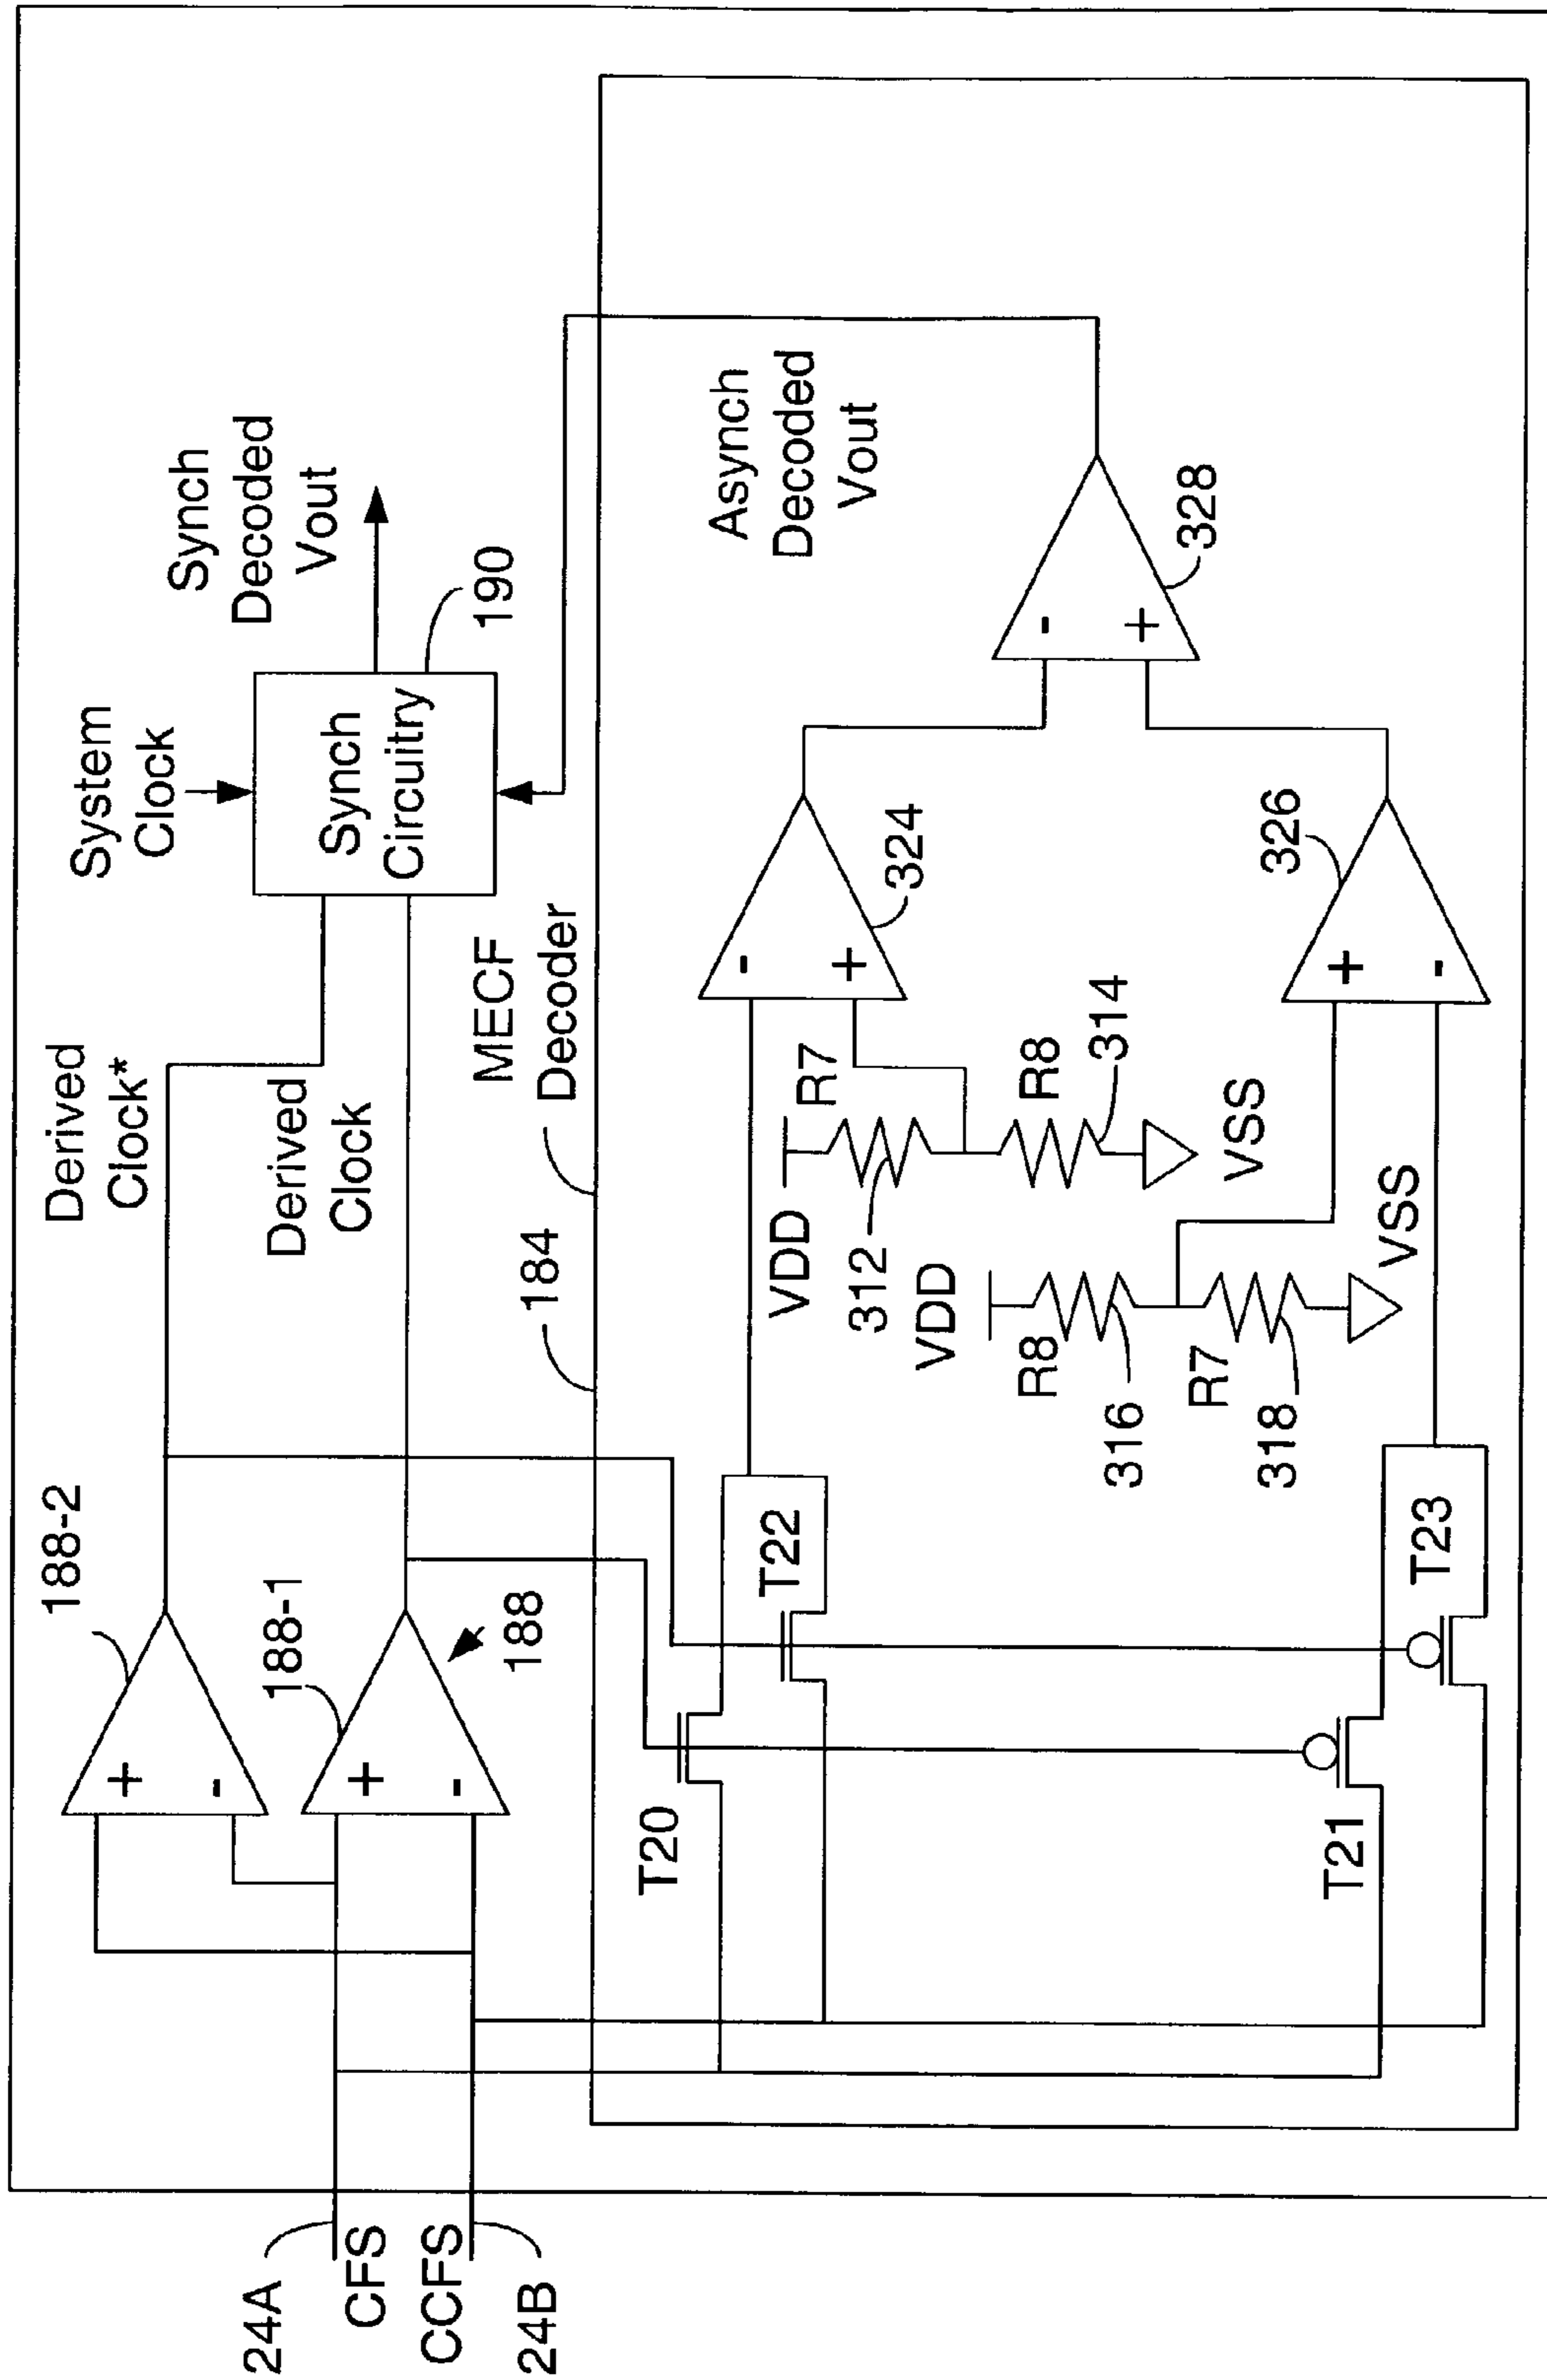 188-2
Derived
Clock*
System
Clock
Synch
Decoded
Vout
+
-
188-1
Derived
Clock
Synch
Circuitry
190
+
-
188
24A
CFS
CCFS
24B
184
MECF
Decoder
T20
T22
VDD
R7
312
R8
314
VSS
-
+
324
Asynch
Decoded
Vout
-
+
328
VDD
R8
316
R7
318
VSS
+
-
326
T21
T23